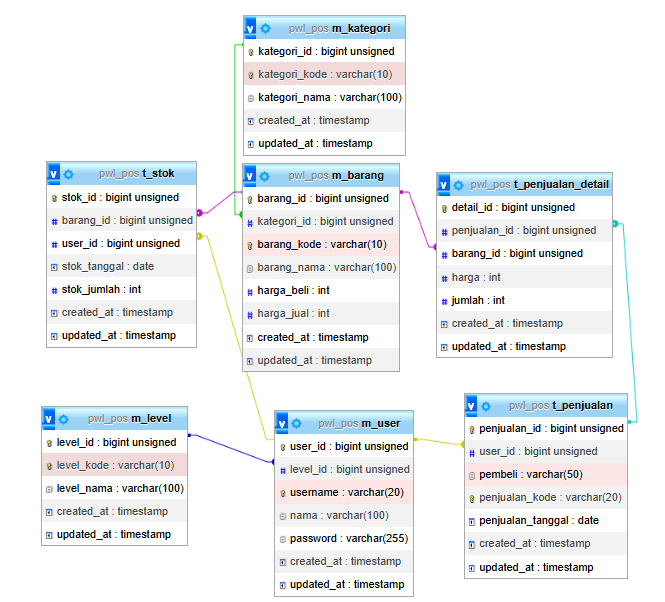 pwl_pos m_kategori
kategori_id : bigint unsigned
kategori_kode : varchar(10)
kategori_nama : varchar(100)
created_at : timestamp
updated_at : timestamp
pwl_pos t_stok
stok_id : bigint unsigned
barang_id : bigint unsigned
user_id : bigint unsigned
stok_tanggal : date
stok_jumlah : int
created_at : timestamp
updated_at : timestamp
pwl_pos m_barang
barang_id : bigint unsigned
kategori_id : bigint unsigned
barang_kode : varchar(10)
barang_nama : varchar(100)
harga_beli : int
harga_jual : int
created_at : timestamp
updated_at : timestamp
pwl_pos t_penjualan_detail
detail_id : bigint unsigned
penjualan_id : bigint unsigned
barang_id : bigint unsigned
harga : int
jumlah : int
created_at : timestamp
updated_at : timestamp
pwl_pos m_level
level_id : bigint unsigned
level_kode : varchar(10)
level_nama : varchar(100)
created_at : timestamp
updated_at : timestamp
pwl_pos m_user
user_id : bigint unsigned
level_id : bigint unsigned
username : varchar(20)
nama : varchar(100)
password : varchar(255)
created_at : timestamp
updated_at : timestamp
pwl_pos t_penjualan
penjualan_id : bigint unsigned
user_id : bigint unsigned
pembeli : varchar(50)
penjualan_kode : varchar(20)
penjualan_tanggal : date
created_at : timestamp
updated_at : timestamp